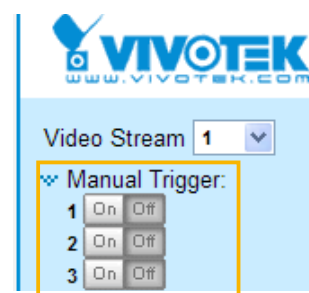 VIVOTEK
www.vivotek.com
Video Stream 1
Manual Trigger:
1 On Off
2 On Off
3 On Off